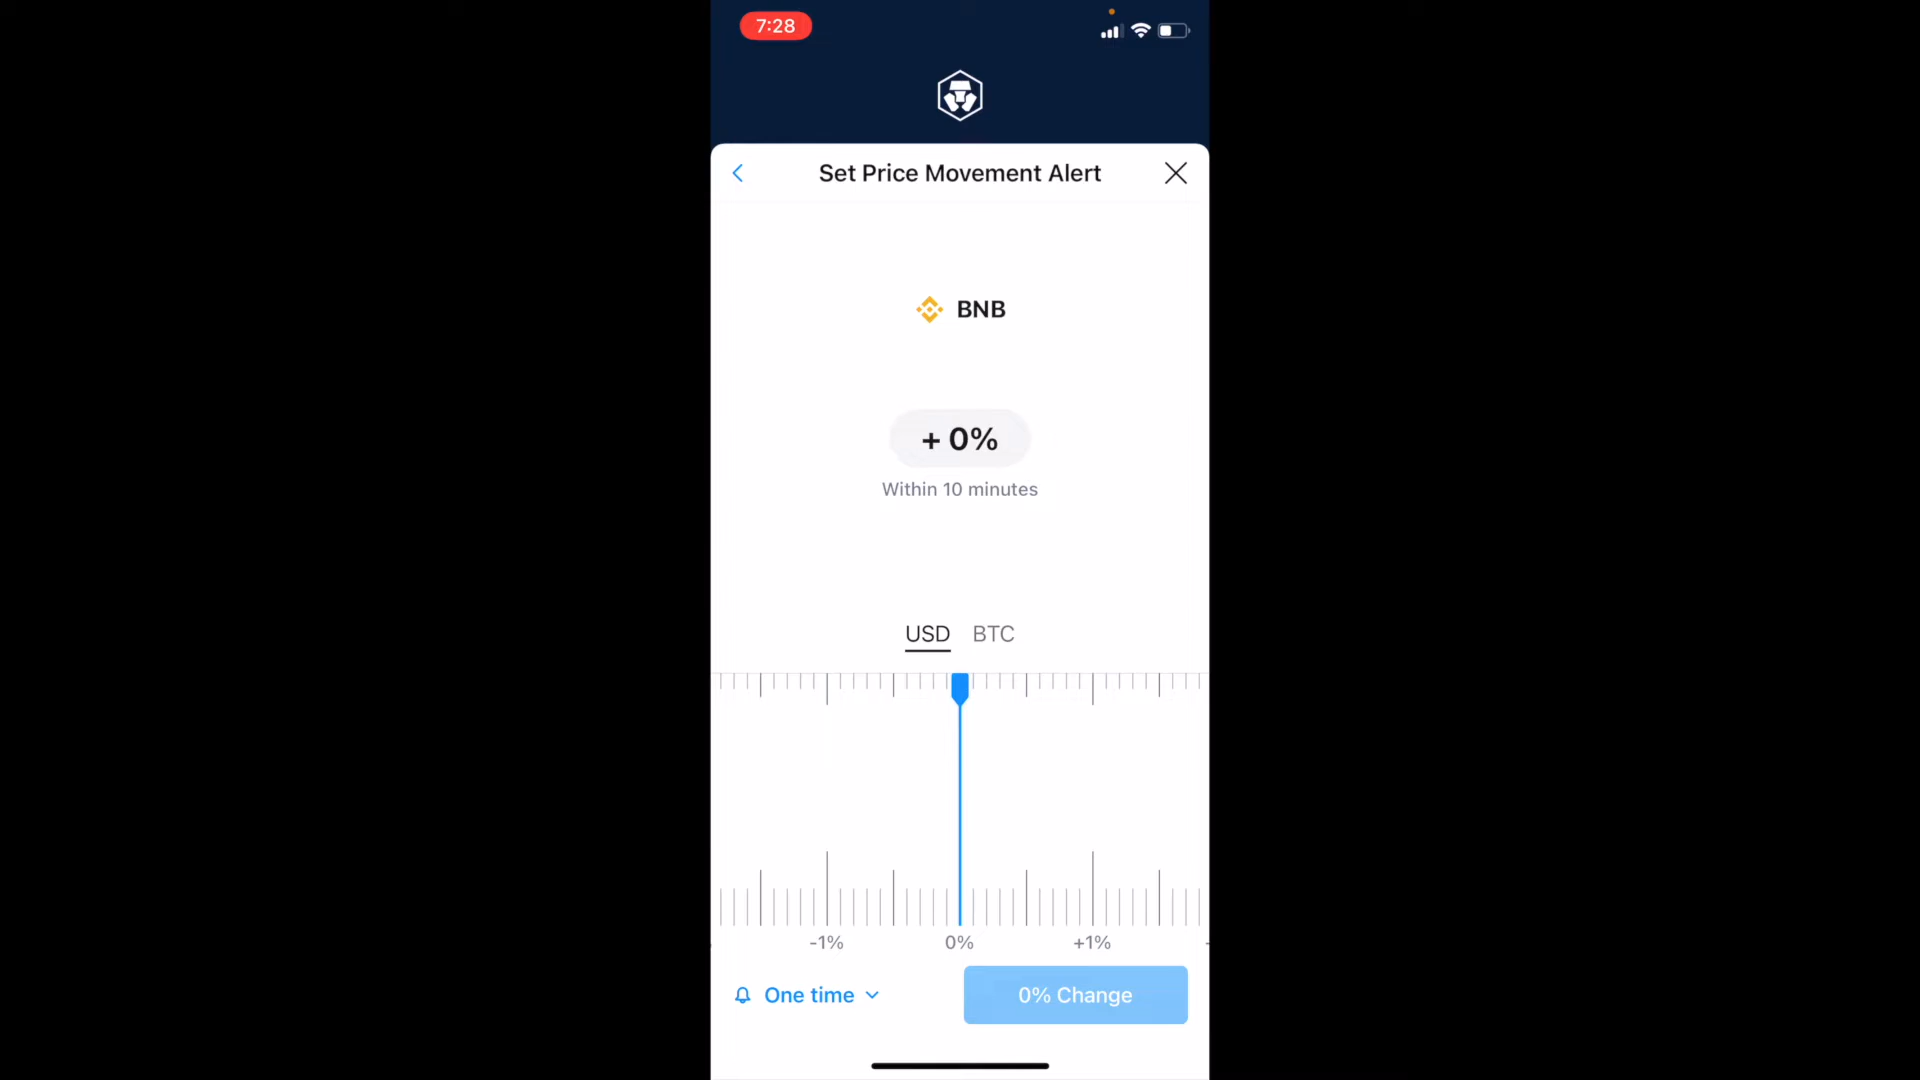 7:28
Set Price Movement Alert
BNB
+ 0%
Within 10 minutes
USD BTC
-1% 0% +1%
One time
0% Change